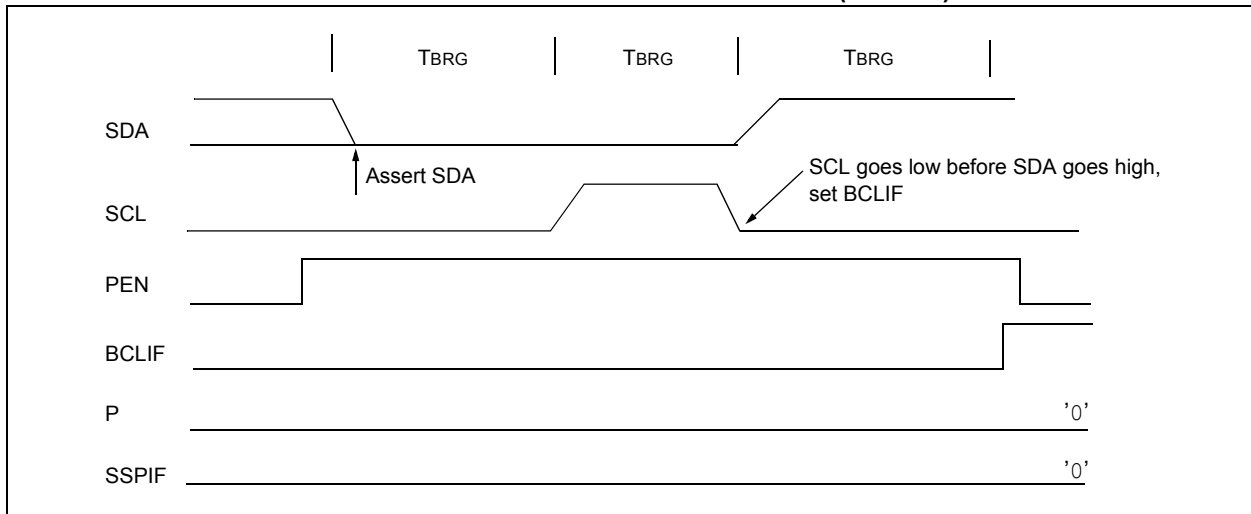 TBRG TBRG TBRG
SDA
Assert SDA
SCL goes low before SDA goes high,
set BCLIF
SCL
PEN
BCLIF
P '0'
SSPIF '0'